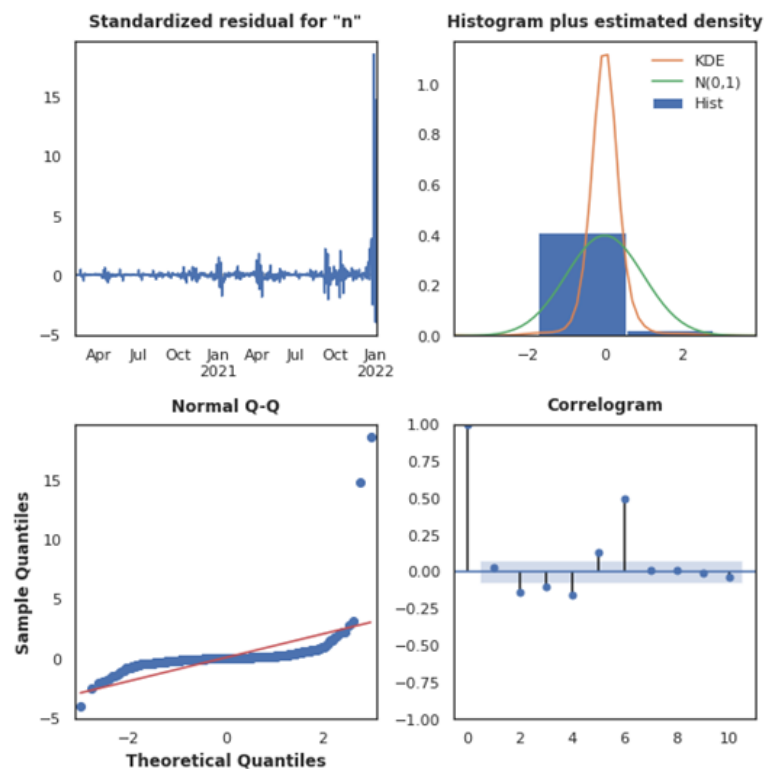 Standardized residual for "n"
15
10
5
0
−5
Apr Jul Oct Jan Apr Jul Oct Jan
2021 2022
Histogram plus estimated density
KDE
N(0,1)
Hist
1.0
0.8
0.6
0.4
0.2
0.0
−2 0 2
Normal Q-Q
Sample Quantiles
15
10
5
0
−5
−2 0 2
Theoretical Quantiles
Correlogram
1.00
0.75
0.50
0.25
0.00
−0.25
−0.50
−0.75
−1.00
0 2 4 6 8 10